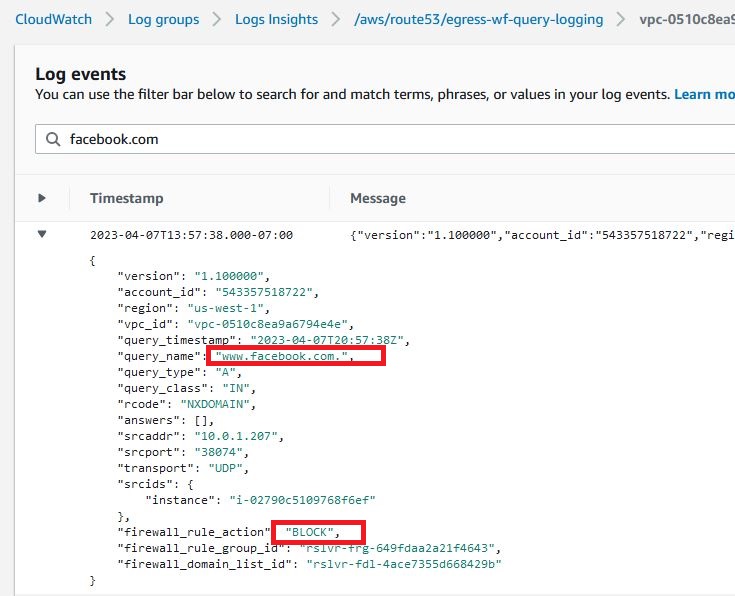 CloudWatch > Log groups > Logs Insights > /aws/route53/egress-wf-query-logging > vpc-0510c8ea9
Log events
You can use the filter bar below to search for and match terms, phrases, or values in your log events. Learn mo
facebook.com
Timestamp Message
2023-04-07T13:57:38.000-07:00 {"version":"1.100000","account_id":"543357518722","regi
{
"version": "1.100000",
"account_id": "543357518722",
"region": "us-west-1",
"vpc_id": "vpc-0510c8ea9a6794e4e",
"query_timestamp": "2023-04-07T20:57:38Z",
"query_name": "www.facebook.com.",
"query_type": "A",
"query_class": "IN",
"rcode": "NXDOMAIN",
"answers": [],
"srcaddr": "10.0.1.207",
"srcport": "38074",
"transport": "UDP",
"srcids": {
"instance": "i-02790c5109768f6ef"
},
"firewall_rule_action": "BLOCK",
"firewall_rule_group_id": "rslvr-frg-649fdaa2a21f4643",
"firewall_domain_list_id": "rslvr-fdl-4ace7355d668429b"
}